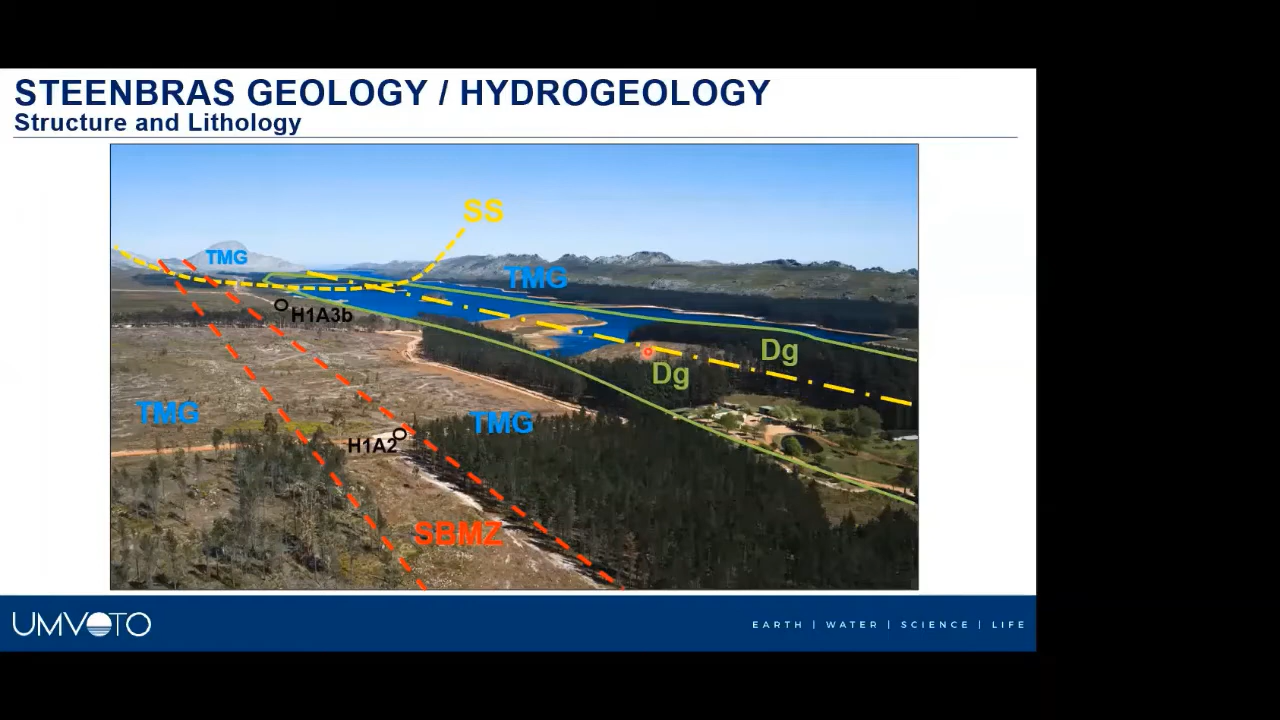 STEENBRAS GEOLOGY / HYDROGEOLOGY
Structure and Lithology
SS
TMG
TMG
H1A3b
Dg
Dg
TMG
TMG
H1A2
SBMZ
UMVOTO
EARTH | WATER | SCIENCE | LIFE